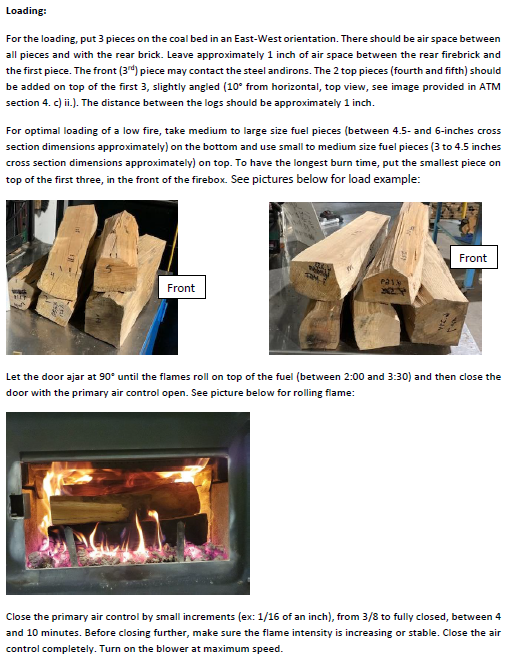 Loading:
For the loading, put 3 pieces on the coal bed in an East-West orientation. There should be air space between
all pieces and with the rear brick. Leave approximately 1 inch of air space between the rear firebrick and
the first piece. The front (3rd) piece may contact the steel andirons. The 2 top pieces (fourth and fifth) should
be added on top of the first 3, slightly angled (10° from horizontal, top view, see image provided in ATM
section 4. c) ii.). The distance between the logs should be approximately 1 inch.
For optimal loading of a low fire, take medium to large size fuel pieces (between 4.5- and 6-inches cross
section dimensions approximately) on the bottom and use small to medium size fuel pieces (3 to 4.5 inches
cross section dimensions approximately) on top. To have the longest burn time, put the smallest piece on
top of the first three, in the front of the firebox. See pictures below for load example:
Front
Front
Let the door ajar at 90° until the flames roll on top of the fuel (between 2:00 and 3:30) and then close the
door with the primary air control open. See picture below for rolling flame:
Close the primary air control by small increments (ex: 1/16 of an inch), from 3/8 to fully closed, between 4
and 10 minutes. Before closing further, make sure the flame intensity is increasing or stable. Close the air
control completely. Turn on the blower at maximum speed.